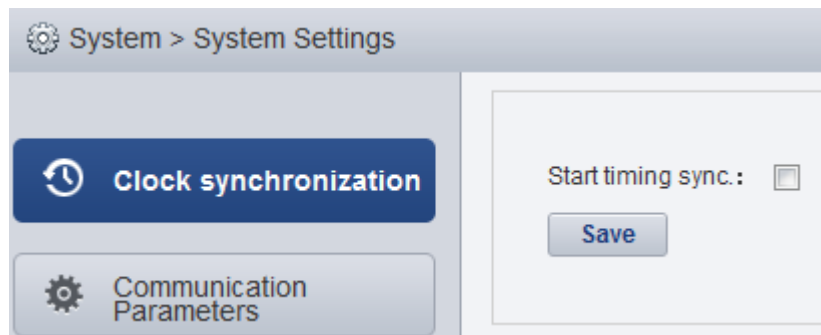 System > System Settings
Clock synchronization
Start timing sync.:
Save
Communication
Parameters